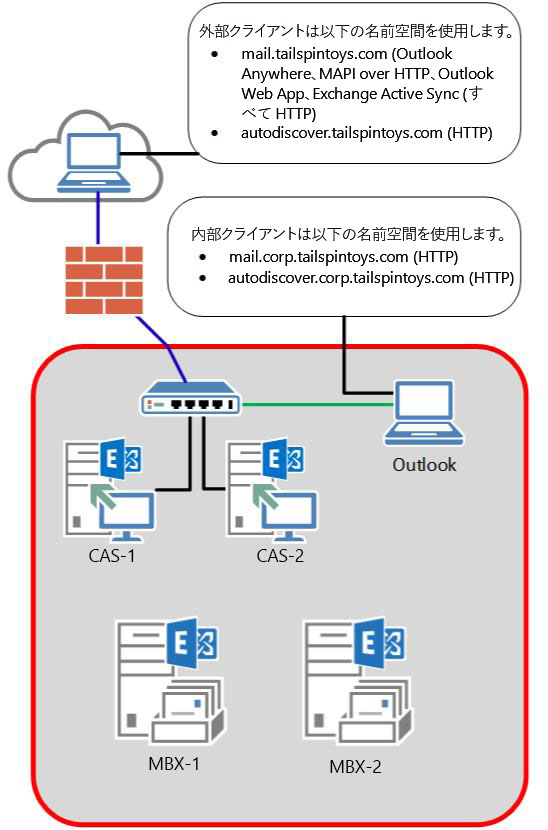 外部クライアントは以下の名前空間を使用します。
• mail.tailspintoys.com (Outlook
Anywhere、MAPI over HTTP、Outlook
Web App、Exchange Active Sync (す
べて HTTP)
• autodiscover.tailspintoys.com (HTTP)
内部クライアントは以下の名前空間を使用します。
• mail.corp.tailspintoys.com (HTTP)
• autodiscover.corp.tailspintoys.com (HTTP)
Outlook
E
E
CAS-1
CAS-2
E
E
MBX-1
MBX-2